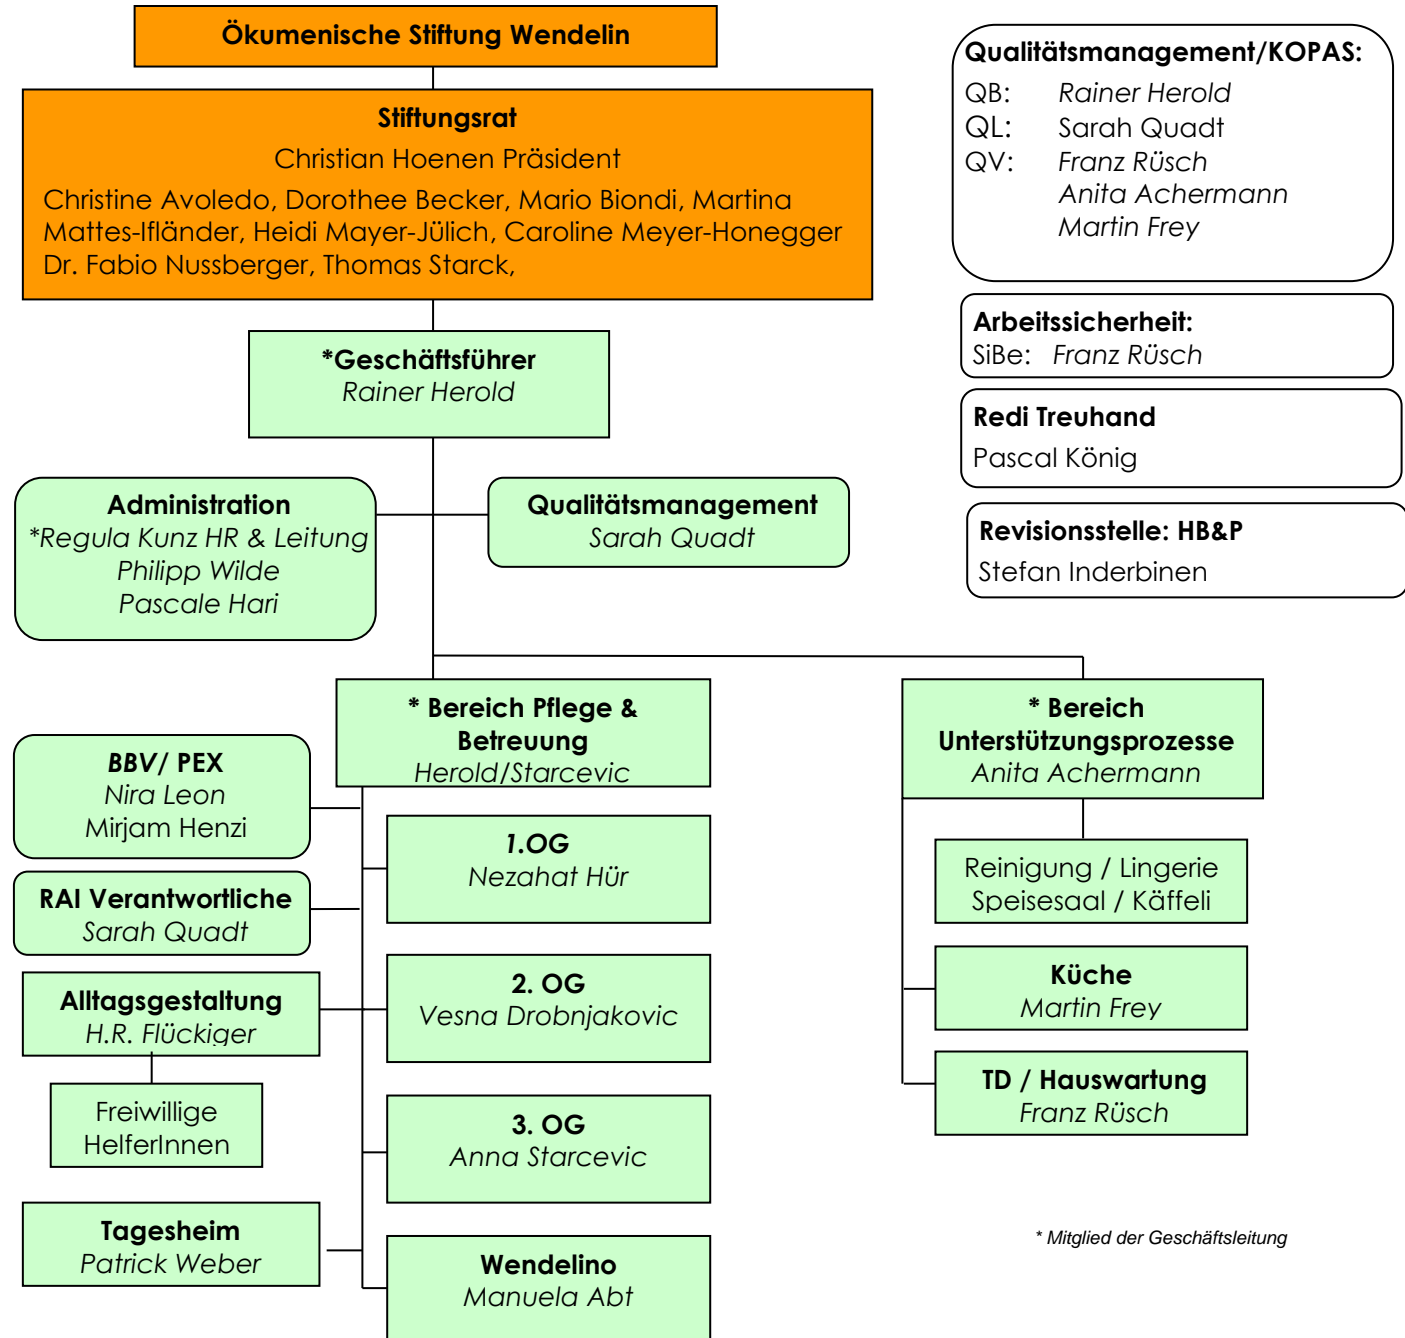 Ökumenische Stiftung Wendelin
Stiftungsrat
Christian Hoenen Präsident
Christine Avoledo, Dorothee Becker, Mario Biondi, Martina
Mattes-Ifländer, Heidi Mayer-Jülich, Caroline Meyer-Honegger
Dr. Fabio Nussberger, Thomas Starck,
*Geschäftsführer
Rainer Herold
Administration
*Regula Kunz HR & Leitung
Philipp Wilde
Pascale Hari
Qualitätsmanagement
Sarah Quadt
Qualitätsmanagement/KOPAS:
QB: Rainer Herold
QL: Sarah Quadt
QV: Franz Rüsch
Anita Achermann
Martin Frey
Arbeitssicherheit:
SiBe: Franz Rüsch
Redi Treuhand
Pascal König
Revisionsstelle: HB&P
Stefan Inderbinen
* Bereich Pflege &
Betreuung
Herold/Starcevic
BBV/ PEX
Nira Leon
Mirjam Henzi
RAI Verantwortliche
Sarah Quadt
Alltagsgestaltung
H.R. Flückiger
Freiwillige
HelferInnen
Tagesheim
Patrick Weber
1.OG
Nezahat Hür
2. OG
Vesna Drobnjakovic
3. OG
Anna Starcevic
Wendelino
Manuela Abt
* Bereich
Unterstützungsprozesse
Anita Achermann
Reinigung / Lingerie
Speisesaal / Käffeli
Küche
Martin Frey
TD / Hauswartung
Franz Rüsch
* Mitglied der Geschäftsleitung